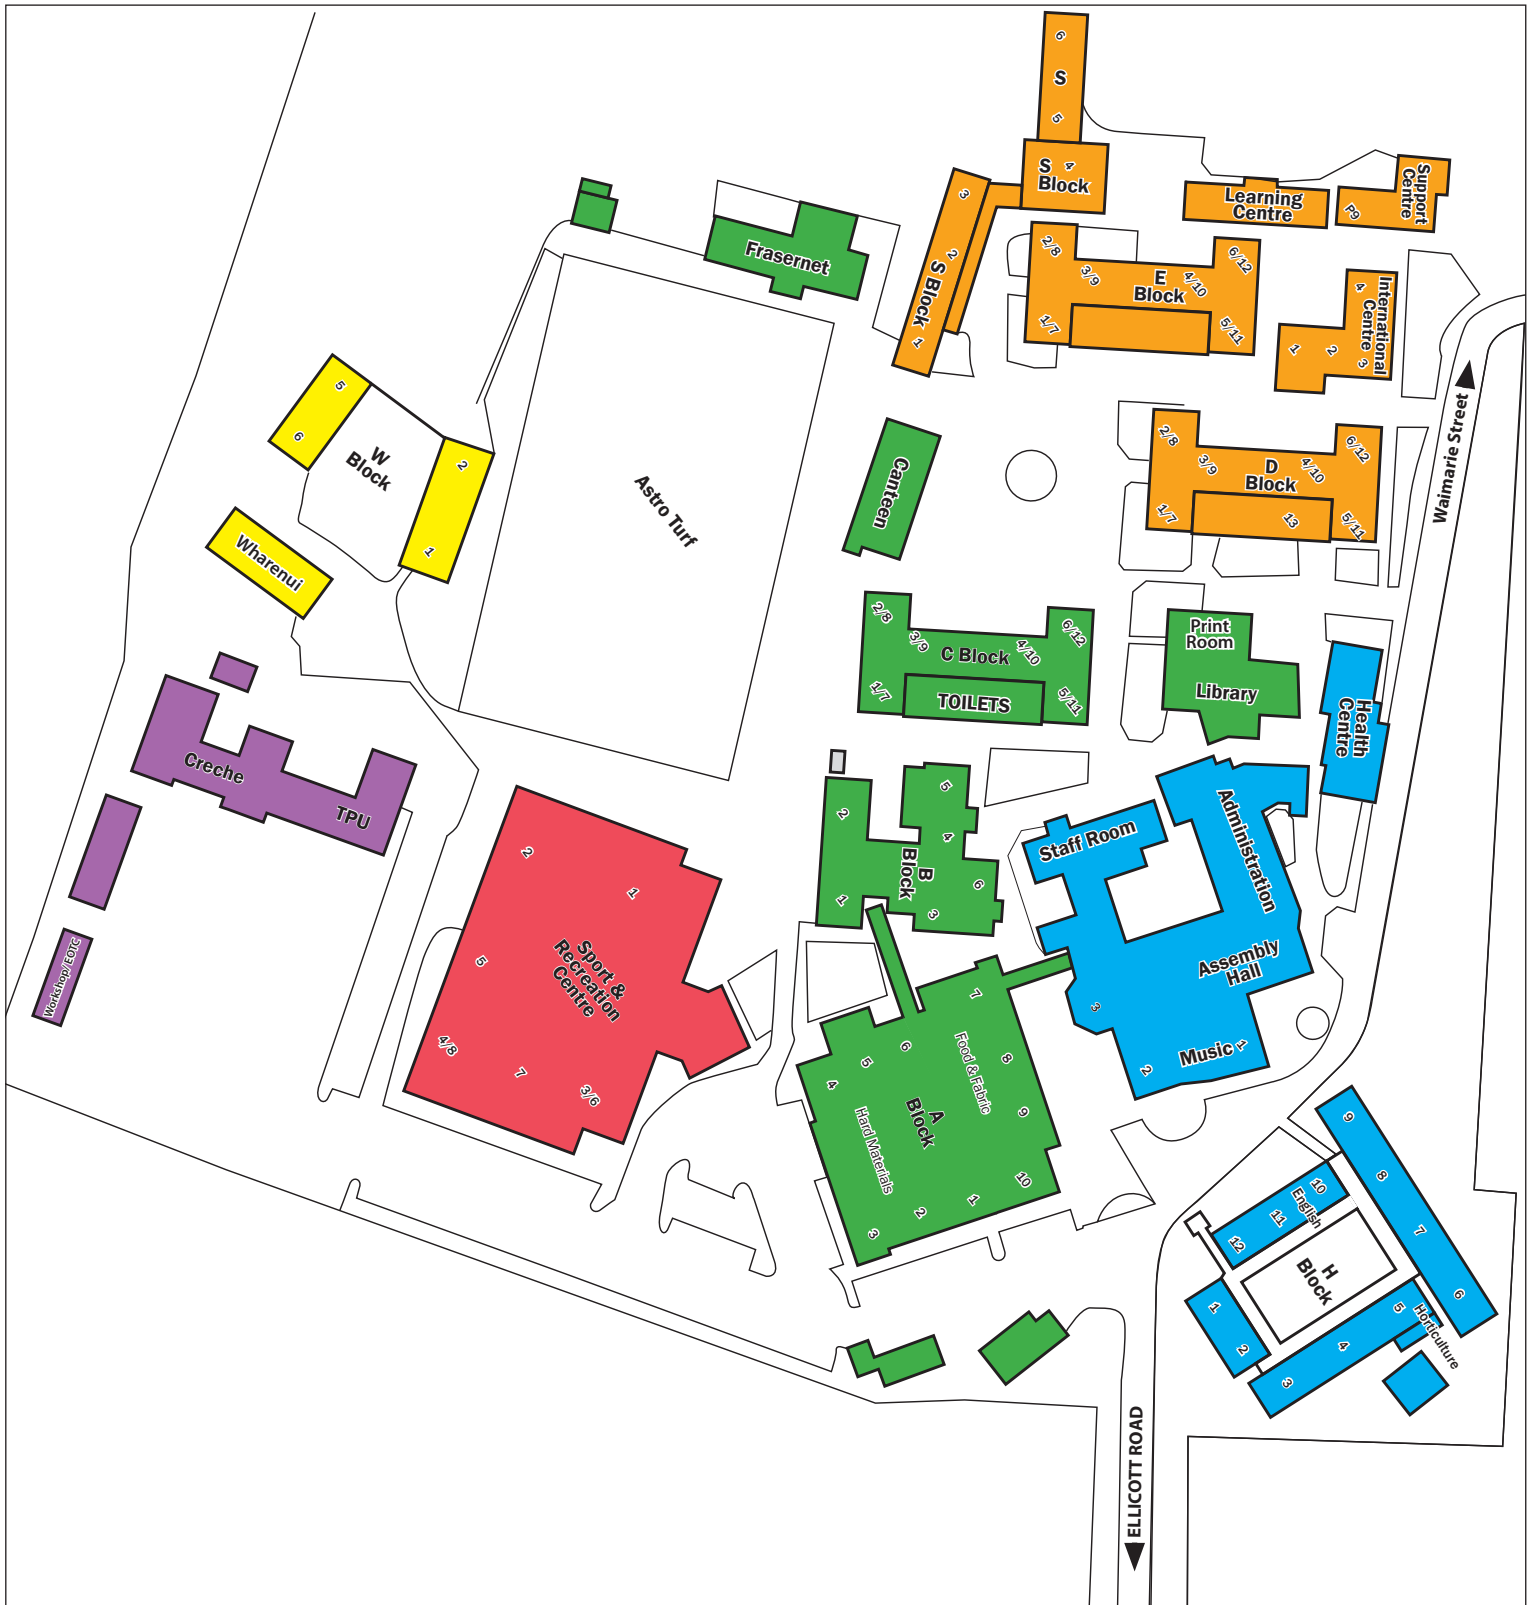 6
S
5
S 4
Block
3
2
S Block
1
Learning
Centre
Support
Centre
P9
Frasernet
2/8
3/9
E
Block
4/10
6/12
1/7
5/11
4
International
Centre
1
2
3
Waimarie Street
5
6
W
Block
2
1
Wharenui
Astro Turf
Canteen
2/8
3/9
D
Block
4/10
6/12
1/7
13
5/11
2/8
3/9
C Block
4/10
6/12
1/7
TOILETS
5/11
Print
Room
Library
Health
Centre
Creche
TPU
Workshop/EOTC
2
1
5
Sport &
Recreation
Centre
4/8
7
3/6
2
5
4
B
Block
6
1
3
Staff Room
Administration
Assembly
Hall
3
Music
1
2
7
6
5
4
Food & Fabric
8
9
A
Block
Hard Materials
10
1
2
3
9
8
7
6
10
English
11
12
H
Block
1
2
5
Horticulture
4
3
ELLICOTT ROAD